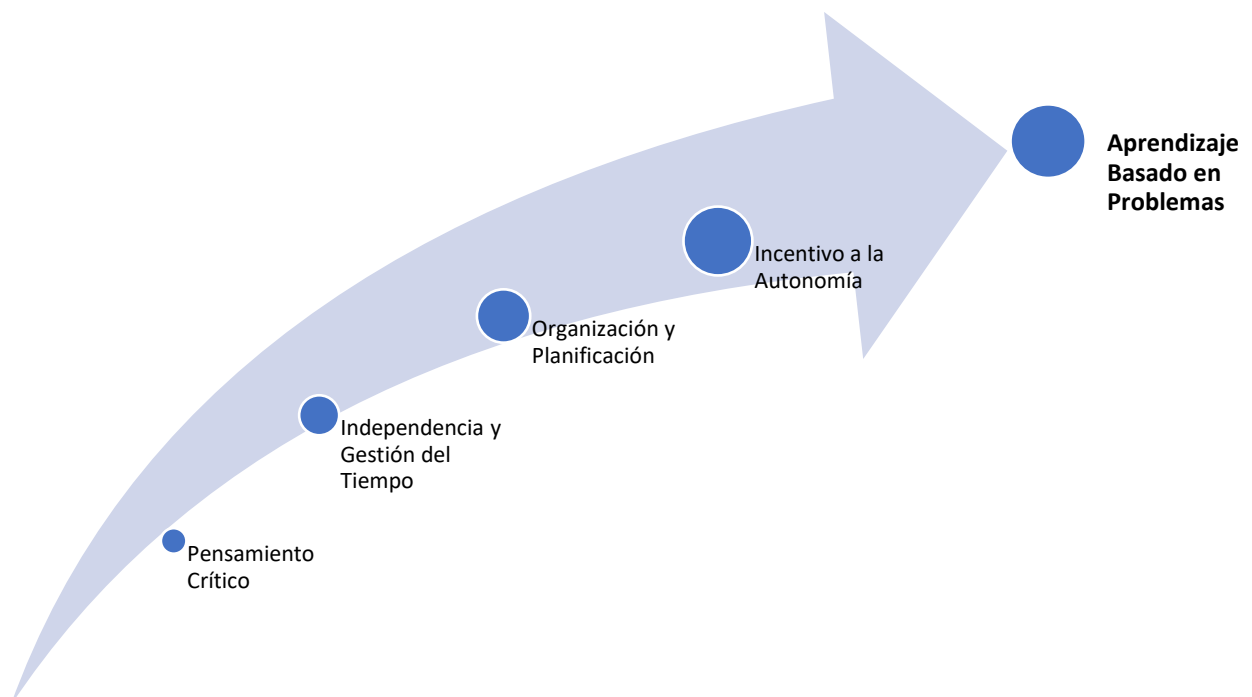 Aprendizaje
Basado en
Problemas
Incentivo a la
Autonomía
Organización y
Planificación
Independencia y
Gestión del
Tiempo
Pensamiento
Crítico